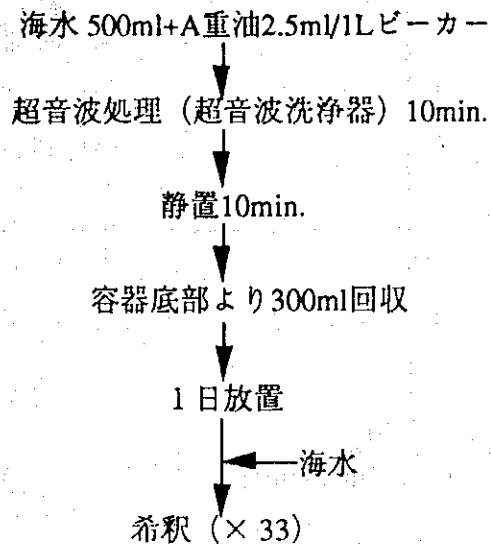 海水 500ml+A重油2.5ml/1Lビーカー
超音波処理（超音波洗浄器）10min.
静置10min.
容器底部より300ml回収
1日放置
海水
希釈（×33）